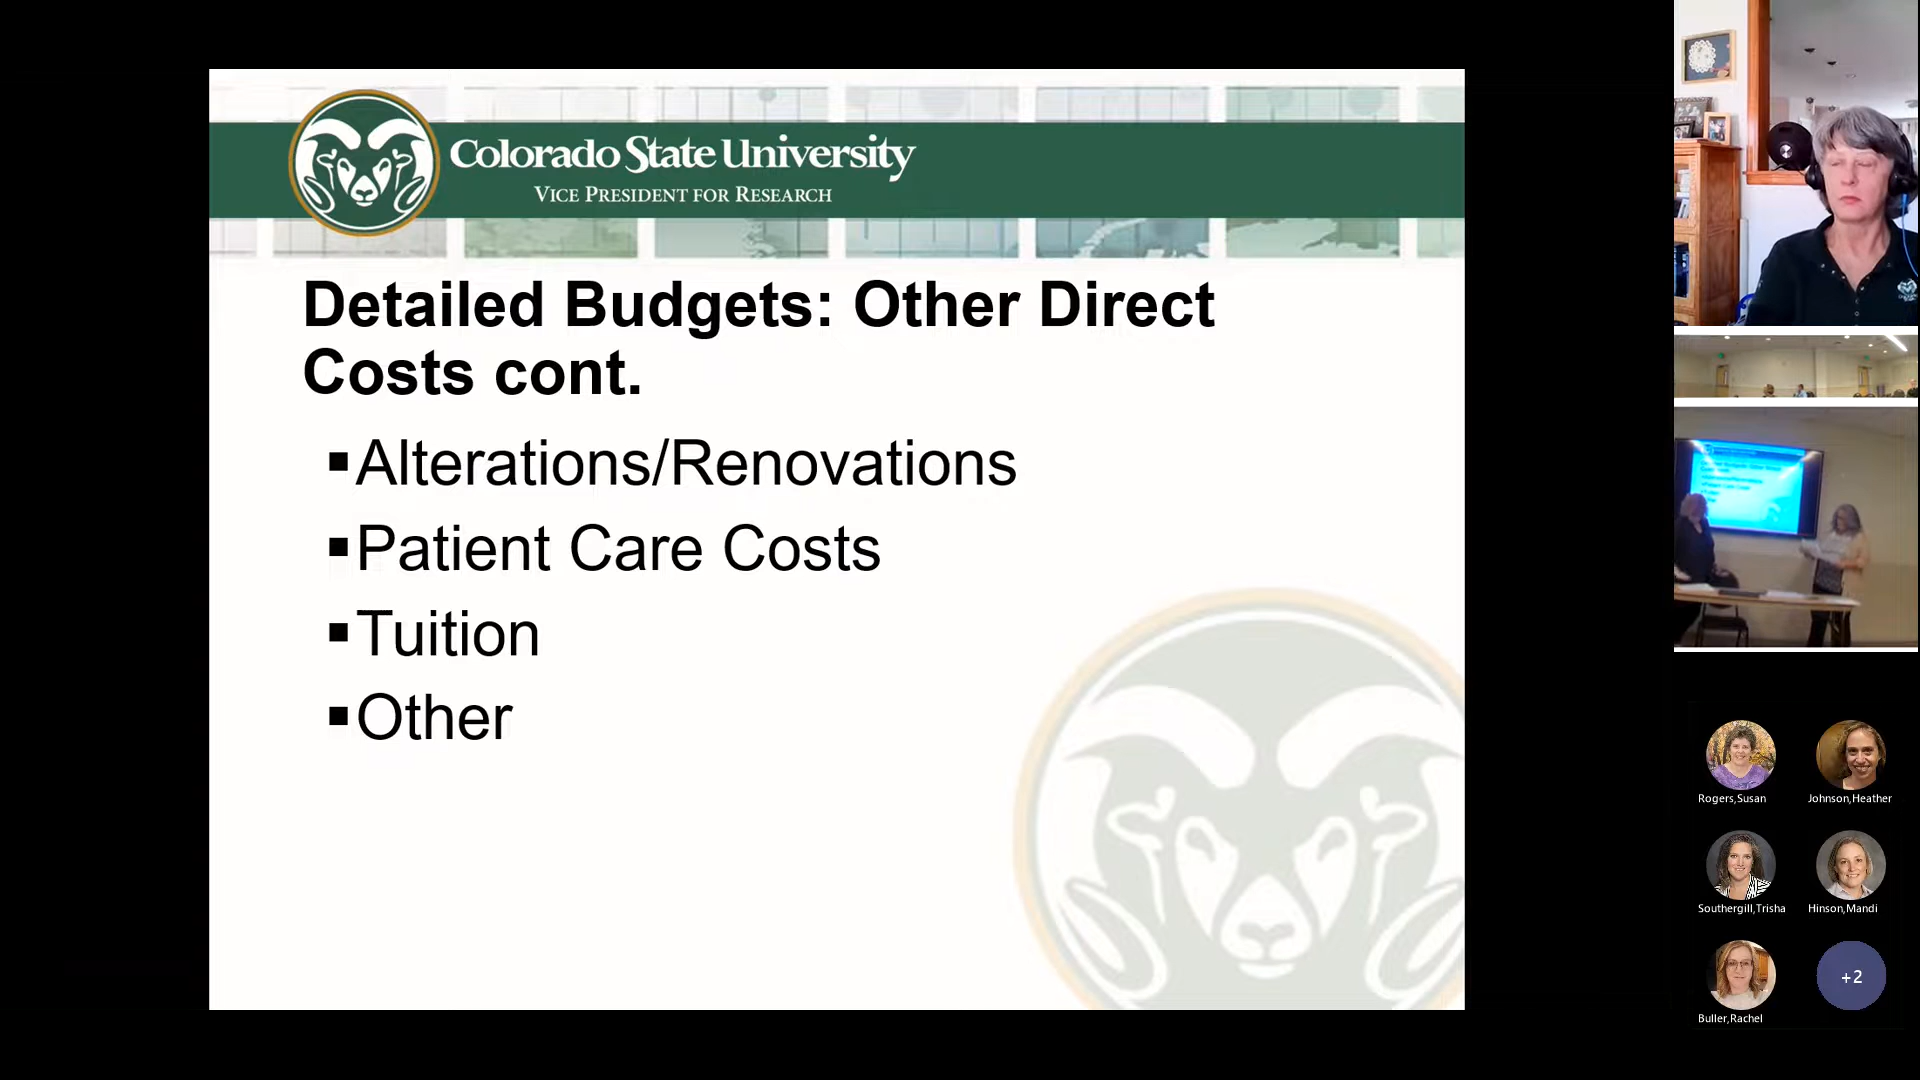 Colorado State University
VICE PRESIDENT FOR RESEARCH
Detailed Budgets: Other Direct
Costs cont.
▪Alterations/Renovations
▪Patient Care Costs
▪Tuition
▪Other
Rogers,Susan
Johnson,Heather
Southergill,Trisha
Hinson,Mandi
Buller,Rachel
+2